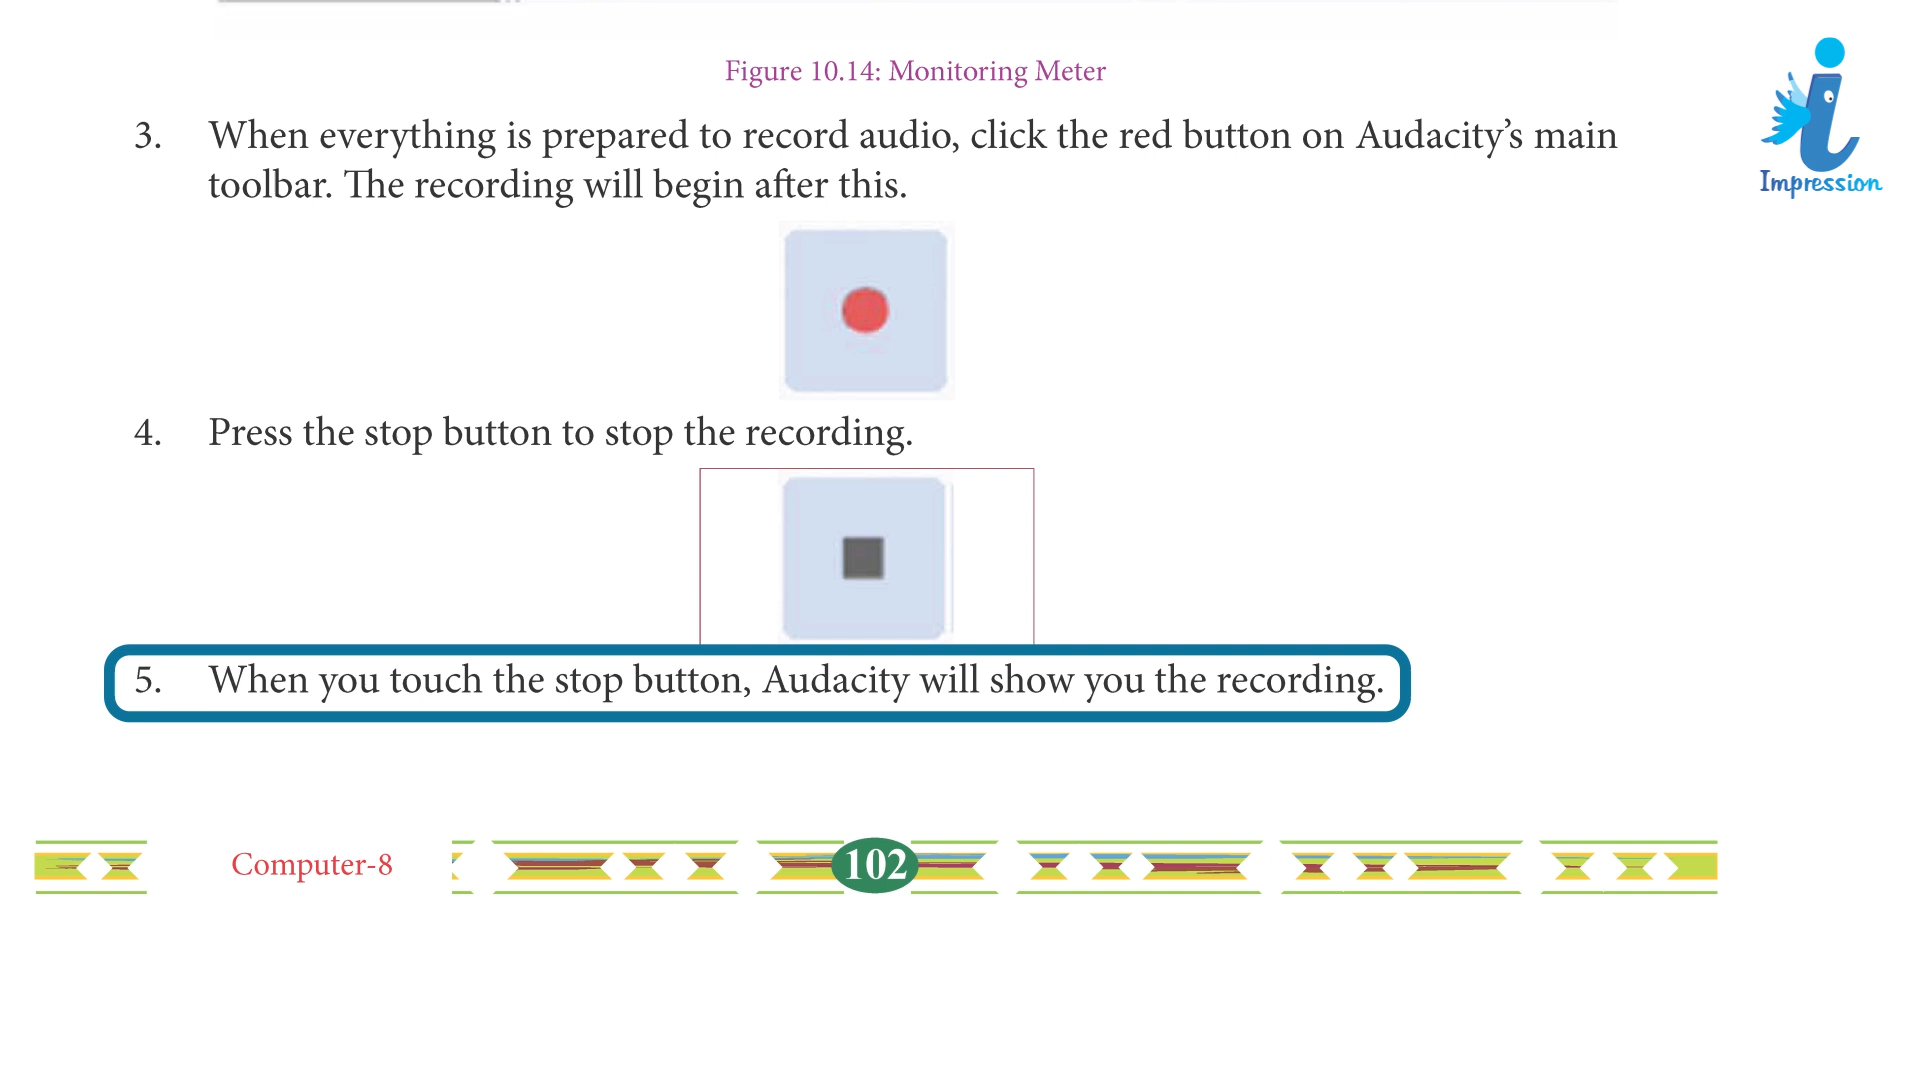 Figure 10.14: Monitoring Meter
3. When everything is prepared to record audio, click the red button on Audacity’s main
toolbar. The recording will begin after this.
4. Press the stop button to stop the recording.
5. When you touch the stop button, Audacity will show you the recording.
Computer-8
102
Impression